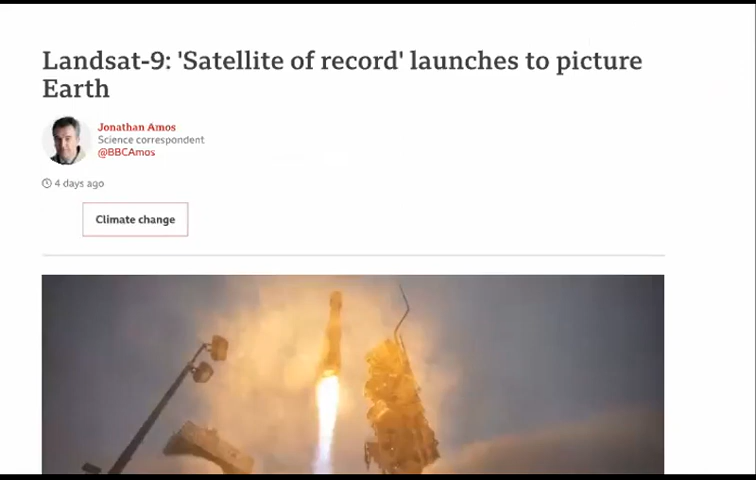 Landsat-9: 'Satellite of record' launches to picture
Earth
Jonathan Amos
Science correspondent
@BBCAmos
4 days ago
Climate change